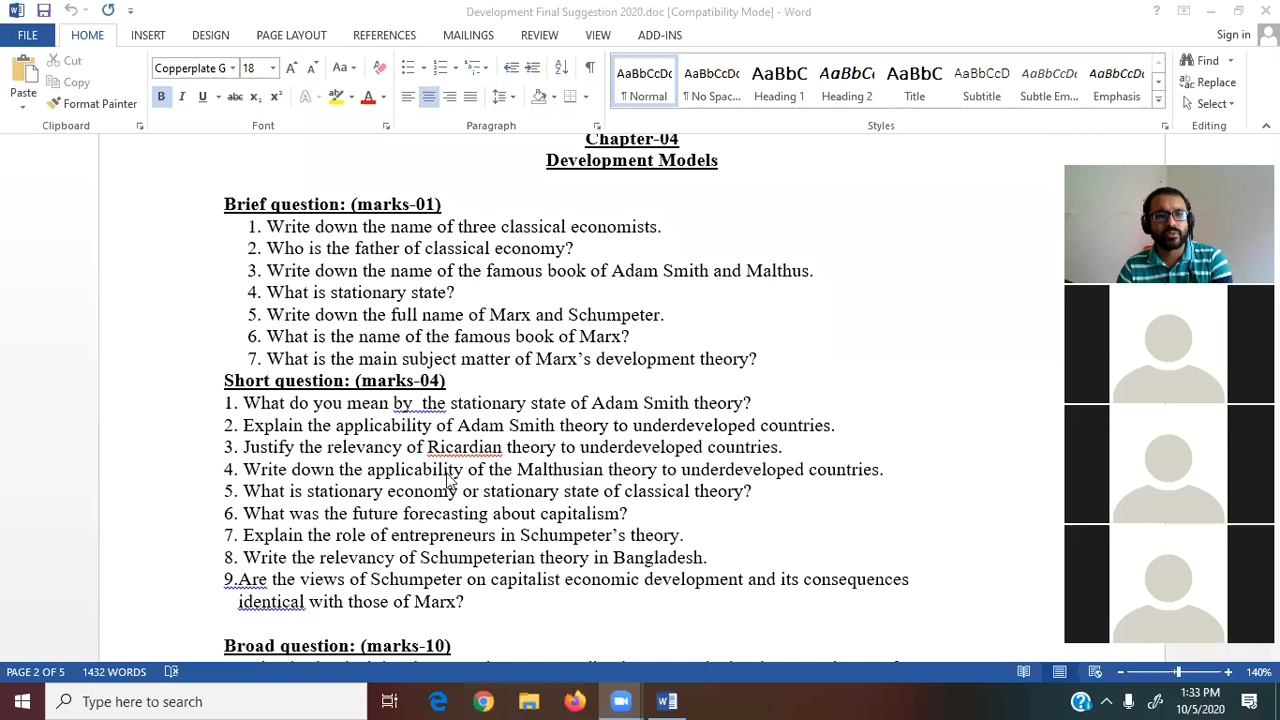 Development Final Suggestion 2020.doc [Compatibility Mode] - Word
FILE HOME INSERT DESIGN PAGE LAYOUT REFERENCES MAILINGS REVIEW VIEW ADD-INS Sign in
Cut
Copy
Format Painter
Paste
Clipboard
Copperplate G 18 Aa
B I U abc x₂ x² A A
Font
Paragraph
AaBbCcDc AaBbCcDc AaBbC AaBbCc AaBbC AaBbCcD AaBbCcDc AaBbCcDc
¶ Normal ¶ No Spac... Heading 1 Heading 2 Title Subtitle Subtle Em... Emphasis
Styles
Find
Replace
Select
Editing
Chapter-04
Development Models
Brief question: (marks-01)
1. Write down the name of three classical economists.
2. Who is the father of classical economy?
3. Write down the name of the famous book of Adam Smith and Malthus.
4. What is stationary state?
5. Write down the full name of Marx and Schumpeter.
6. What is the name of the famous book of Marx?
7. What is the main subject matter of Marx’s development theory?
Short question: (marks-04)
1. What do you mean by the stationary state of Adam Smith theory?
2. Explain the applicability of Adam Smith theory to underdeveloped countries.
3. Justify the relevancy of Ricardian theory to underdeveloped countries.
4. Write down the applicability of the Malthusian theory to underdeveloped countries.
5. What is stationary economy or stationary state of classical theory?
6. What was the future forecasting about capitalism?
7. Explain the role of entrepreneurs in Schumpeter’s theory.
8. Write the relevancy of Schumpeterian theory in Bangladesh.
9.Are the views of Schumpeter on capitalist economic development and its consequences
identical with those of Marx?
Broad question: (marks-10)
PAGE 2 OF 5 1432 WORDS 140%
Type here to search
1:33 PM
10/5/2020